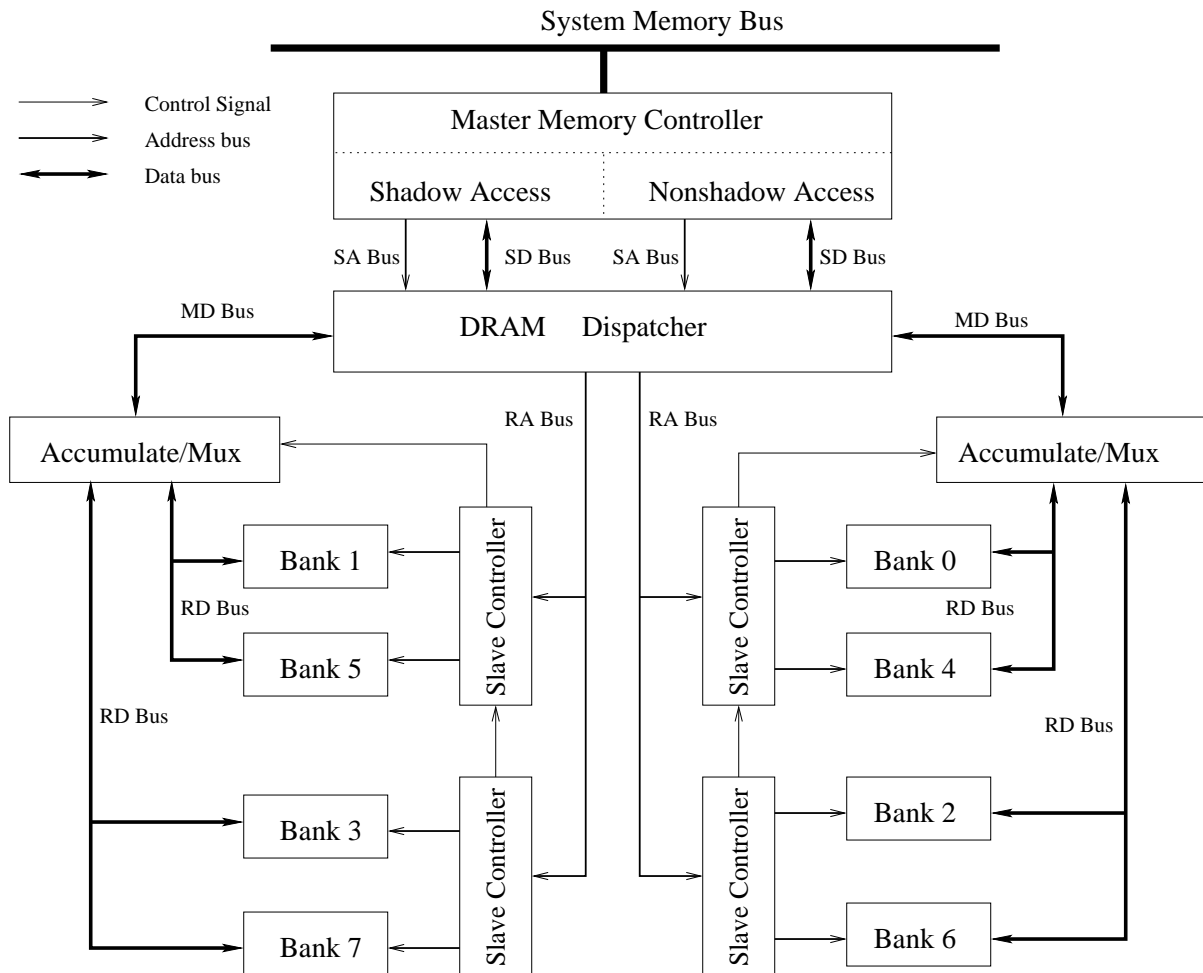 System Memory Bus
Control Signal
Address bus
Data bus
Master Memory Controller
Shadow Access
Nonshadow Access
SA Bus
SD Bus
SA Bus
SD Bus
MD Bus
DRAM Dispatcher
MD Bus
RA Bus
RA Bus
Accumulate/Mux
Accumulate/Mux
Slave Controller
Slave Controller
Bank 1
Bank 0
RD Bus
RD Bus
Bank 5
Bank 4
RD Bus
RD Bus
Slave Controller
Slave Controller
Bank 3
Bank 2
Bank 7
Bank 6